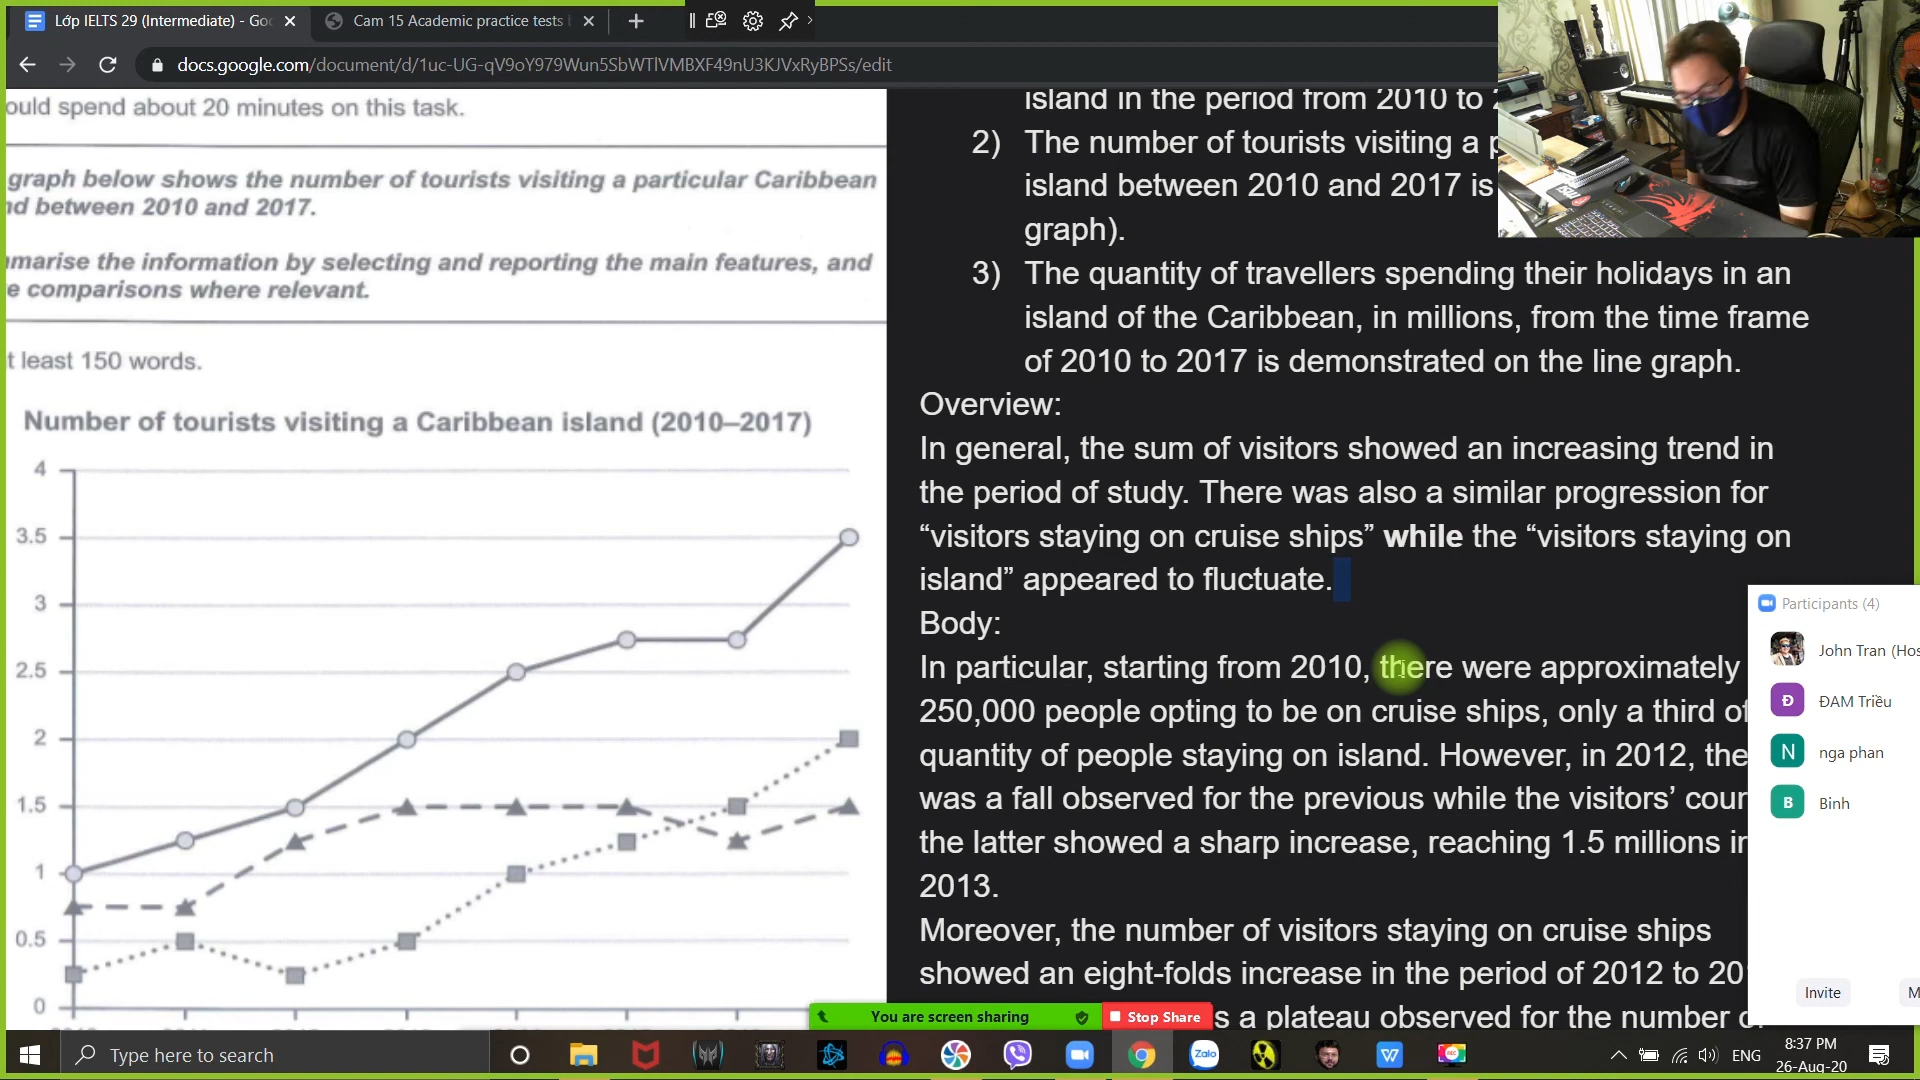 Lớp IELTS 29 (Intermediate) - Goo
Cam 15 Academic practice tests
docs.google.com/document/d/1uc-UG-qV9oY979Wun5SbWTlVMBXF49nU3KJVxRyBPSs/edit
ould spend about 20 minutes on this task.
graph below shows the number of tourists visiting a particular Caribbean
nd between 2010 and 2017.
marise the information by selecting and reporting the main features, and
e comparisons where relevant.
t least 150 words.
Number of tourists visiting a Caribbean island (2010–2017)
4
3.5
3
2.5
2
1.5
1
0.5
0
island in the period from 2010 to 2
2) The number of tourists visiting a p
island between 2010 and 2017 is
graph).
3) The quantity of travellers spending their holidays in an
island of the Caribbean, in millions, from the time frame
of 2010 to 2017 is demonstrated on the line graph.
Overview:
In general, the sum of visitors showed an increasing trend in
the period of study. There was also a similar progression for
“visitors staying on cruise ships” while the “visitors staying on
island” appeared to fluctuate.
Body:
In particular, starting from 2010, there were approximately
250,000 people opting to be on cruise ships, only a third of
quantity of people staying on island. However, in 2012, the
was a fall observed for the previous while the visitors’ cour
the latter showed a sharp increase, reaching 1.5 millions in
2013.
Moreover, the number of visitors staying on cruise ships
showed an eight-folds increase in the period of 2012 to 20
s a plateau observed for the number o
Participants (4)
John Tran (Hos
Đ ĐAM Triều
N nga phan
B Binh
Invite
M
You are screen sharing
Stop Share
Type here to search
Zalo
W
REC
ENG
8:37 PM
26-Aug-20